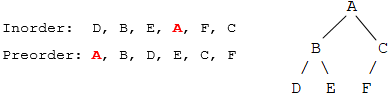 Inorder: D, B, E, A, F, C
Preorder: A, B, D, E, C, F
A
B C
D E F